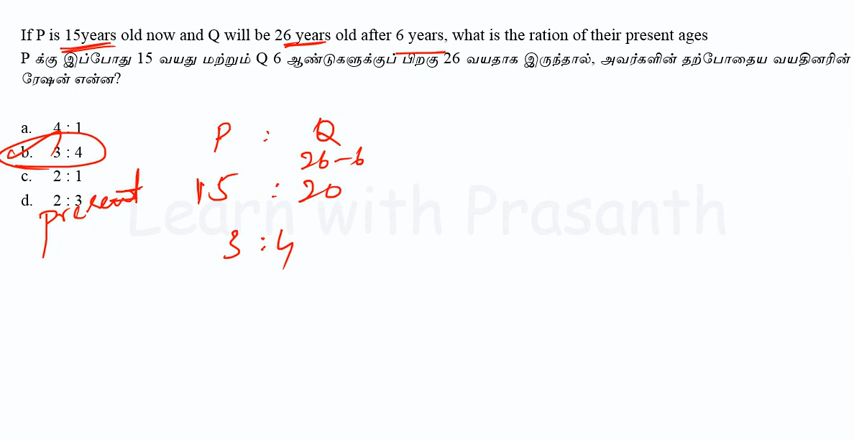 If P is 15years old now and Q will be 26 years old after 6 years, what is the ration of their present ages
P க்கு இப்போது 15 வயது மற்றும் Q 6 ஆண்டுகளுக்குப் பிறகு 26 வயதாக இருந்தால், அவர்களின் தற்போதைய வயதினரின்
ரேஷன் என்ன?
a. 4 : 1
b. 3 : 4
c. 2 : 1
d. 2 : 3
present
P : Q
26-6
15 : 20
3 : 4
Learn with Prasanth